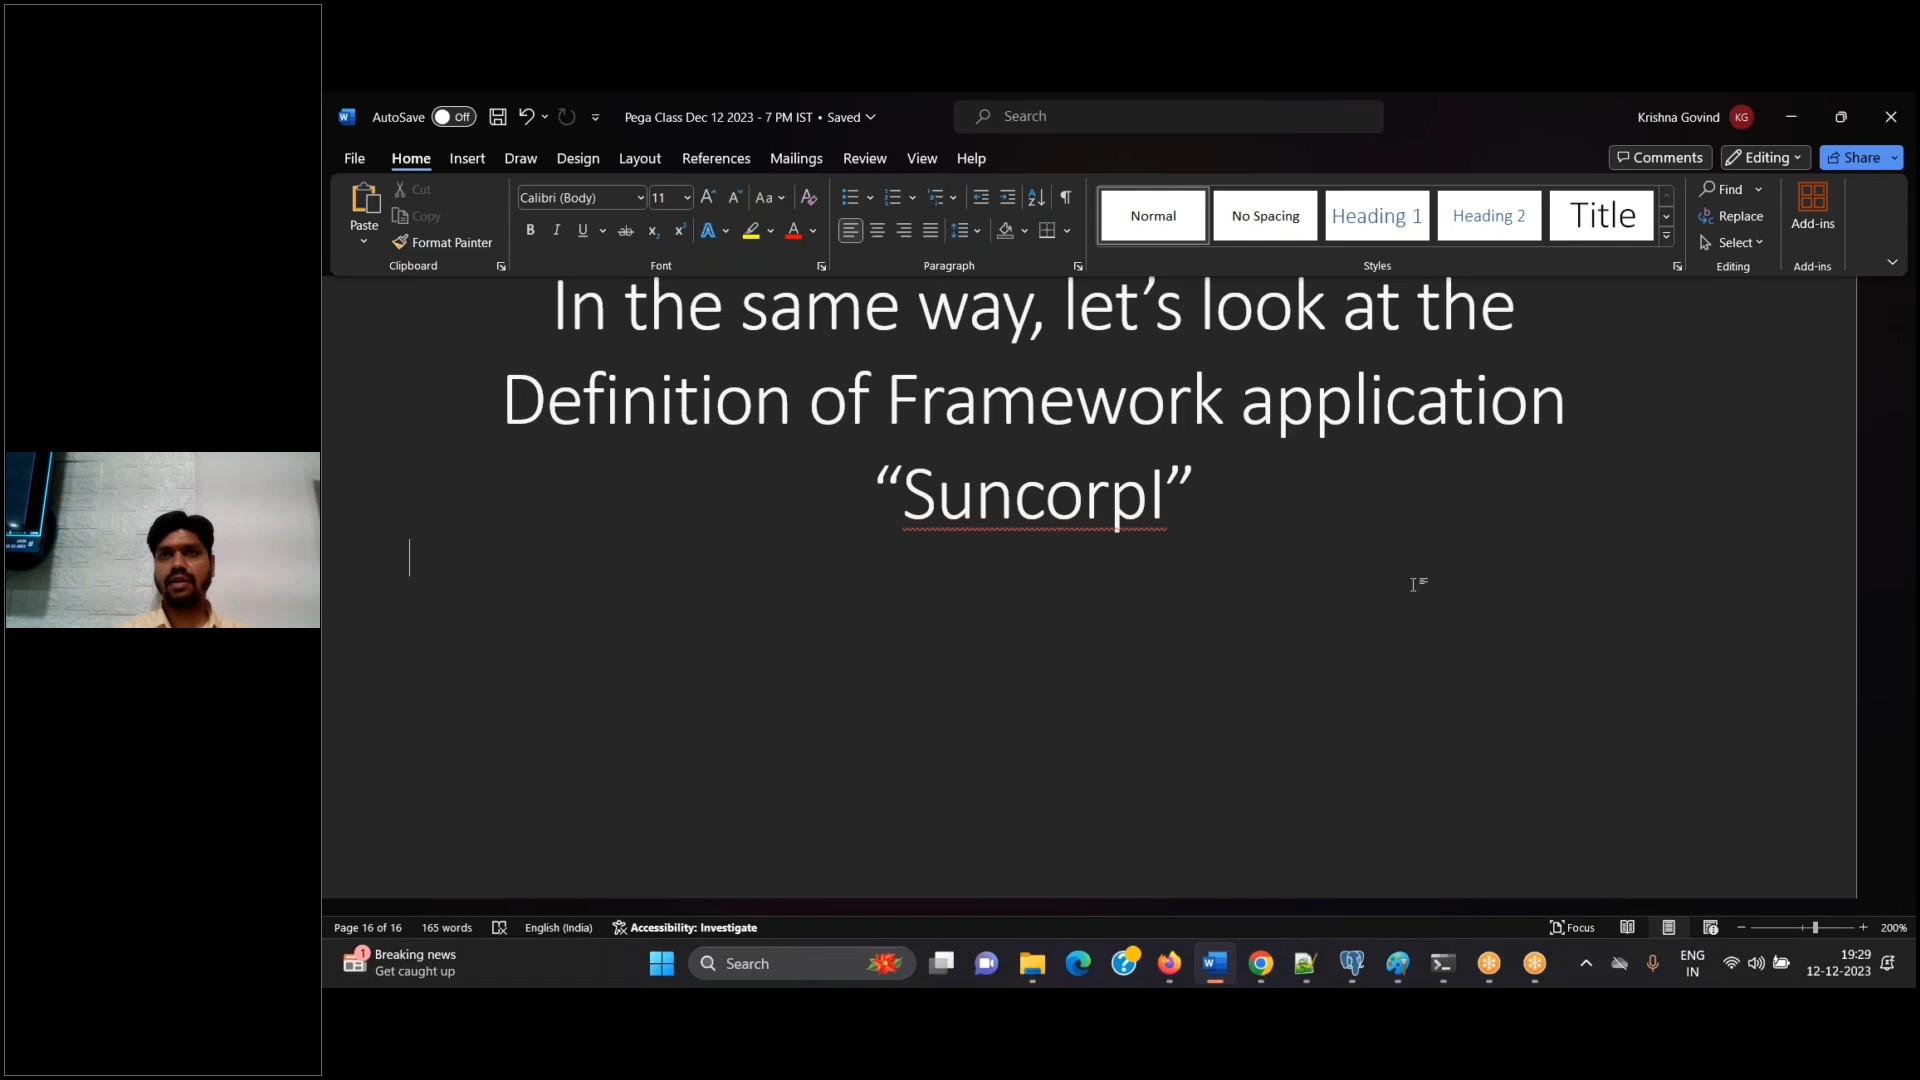 AutoSave Off Pega Class Dec 12 2023 - 7 PM IST • Saved Search Krishna Govind KG
File Home Insert Draw Design Layout References Mailings Review View Help Comments Editing Share
Cut
Copy
Format Painter
Paste
Clipboard
Calibri (Body) 11
Font
Paragraph
Normal No Spacing Heading 1 Heading 2 Title
Styles
Find
Replace
Select
Editing
Add-ins
Add-ins
In the same way, let’s look at the
Definition of Framework application
“Suncorpl”
Page 16 of 16 165 words English (India) Accessibility: Investigate Focus 200%
1
Breaking news
Get caught up
Search
ENG
IN
19:29
12-12-2023